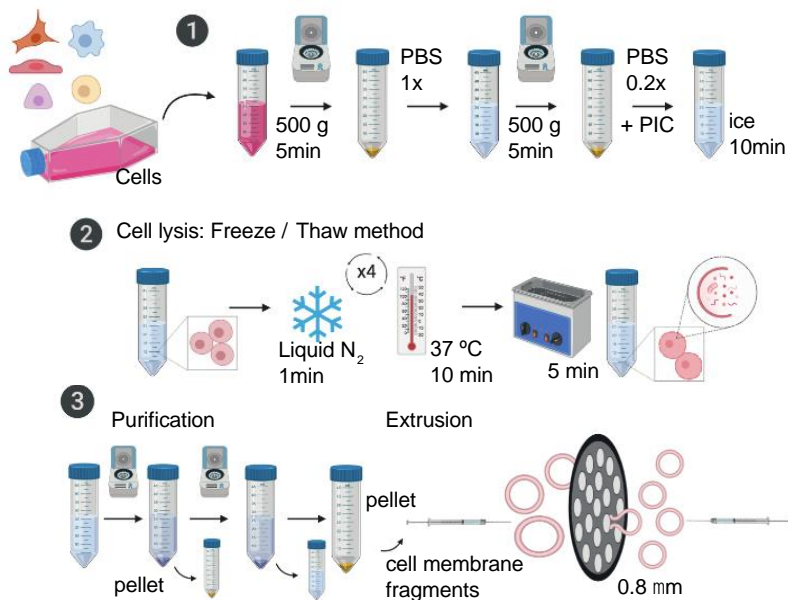 1
PBS
1x
PBS
0.2x
500 g
5min
500 g
5min
+ PIC
ice
10min
Cells
2 Cell lysis: Freeze / Thaw method
x4
°F °C
Liquid N₂
1min
37 ºC
10 min
5 min
3
Purification
Extrusion
pellet
pellet
cell membrane
fragments
0.8 mm